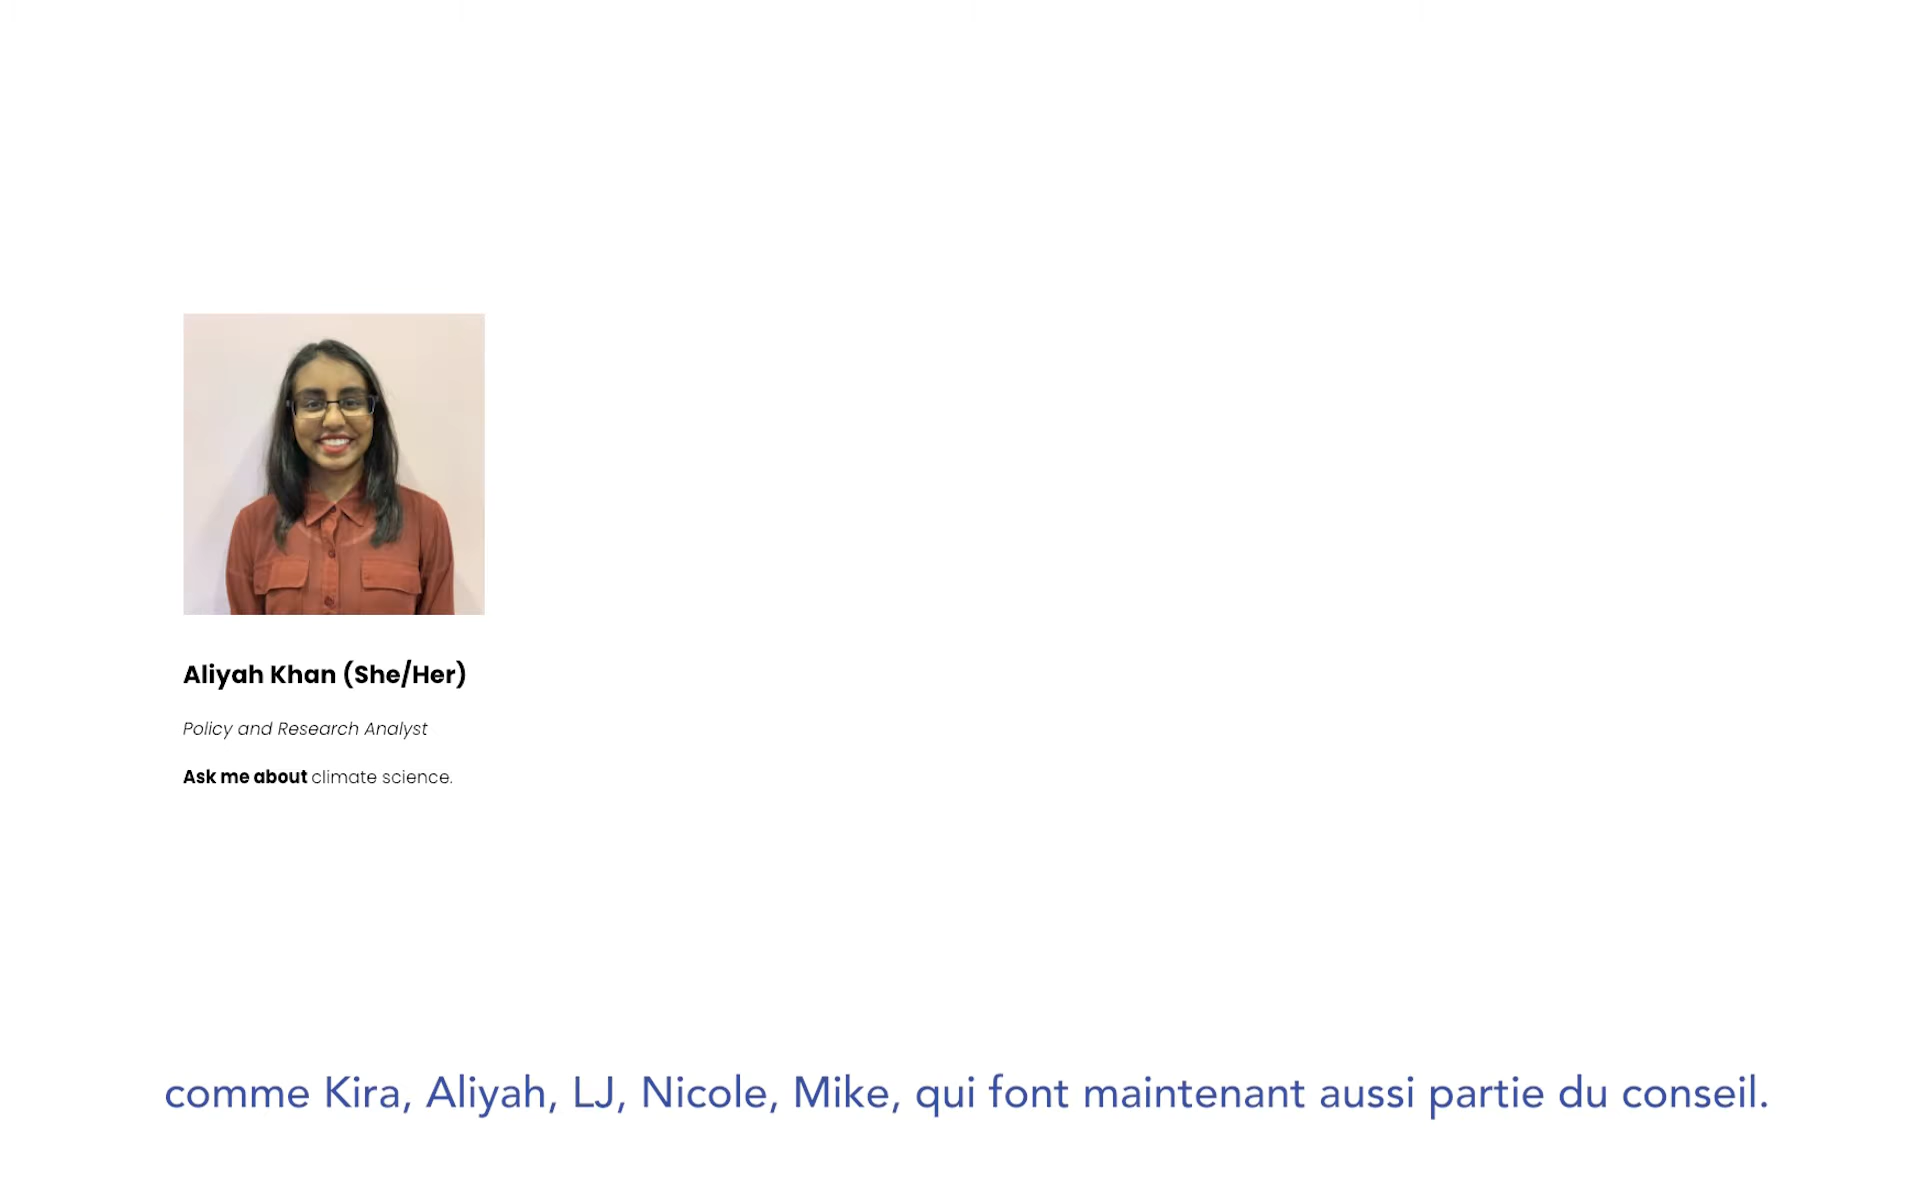 Aliyah Khan (She/Her)
Policy and Research Analyst
Ask me about climate science.
comme Kira, Aliyah, LJ, Nicole, Mike, qui font maintenant aussi partie du conseil.